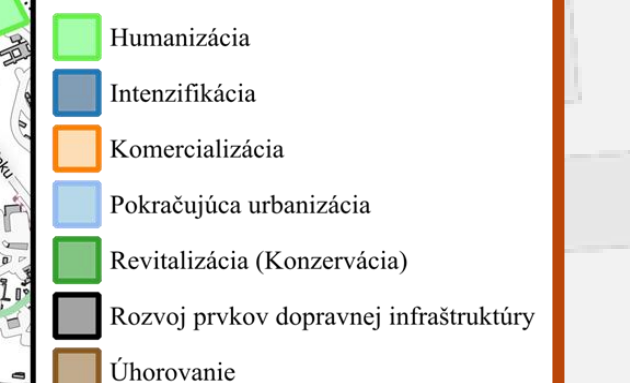 Humanizácia
Intenzifikácia
Komercializácia
Pokračujúca urbanizácia
Revitalizácia (Konzervácia)
Rozvoj prvkov dopravnej infraštruktúry
Úhorovanie